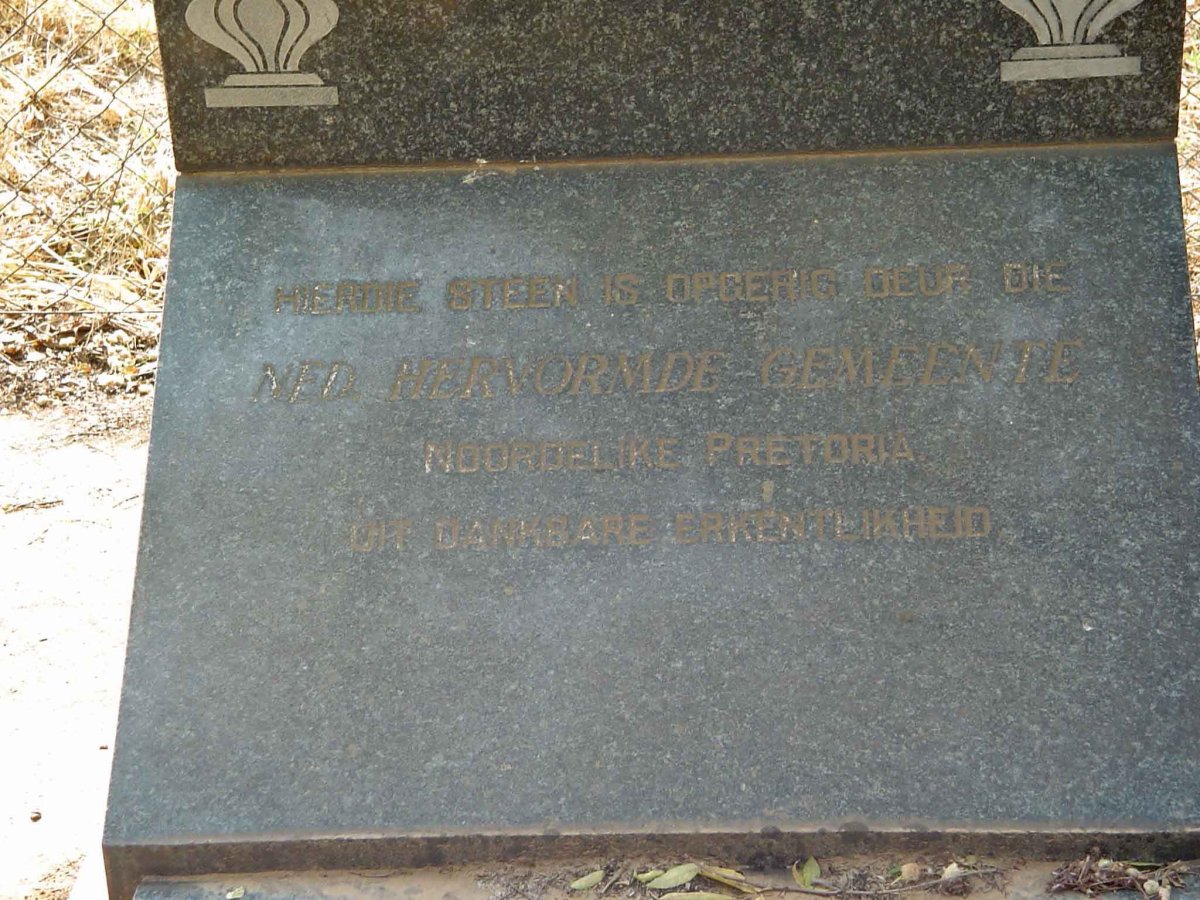 HIERDIE STEEN IS OPGERIG DEUR DIE
NED. HERVORMDE GEMEENTE
NOORDELIKE PRETORIA.
UIT DANKBARE ERKENTLIKHEID.